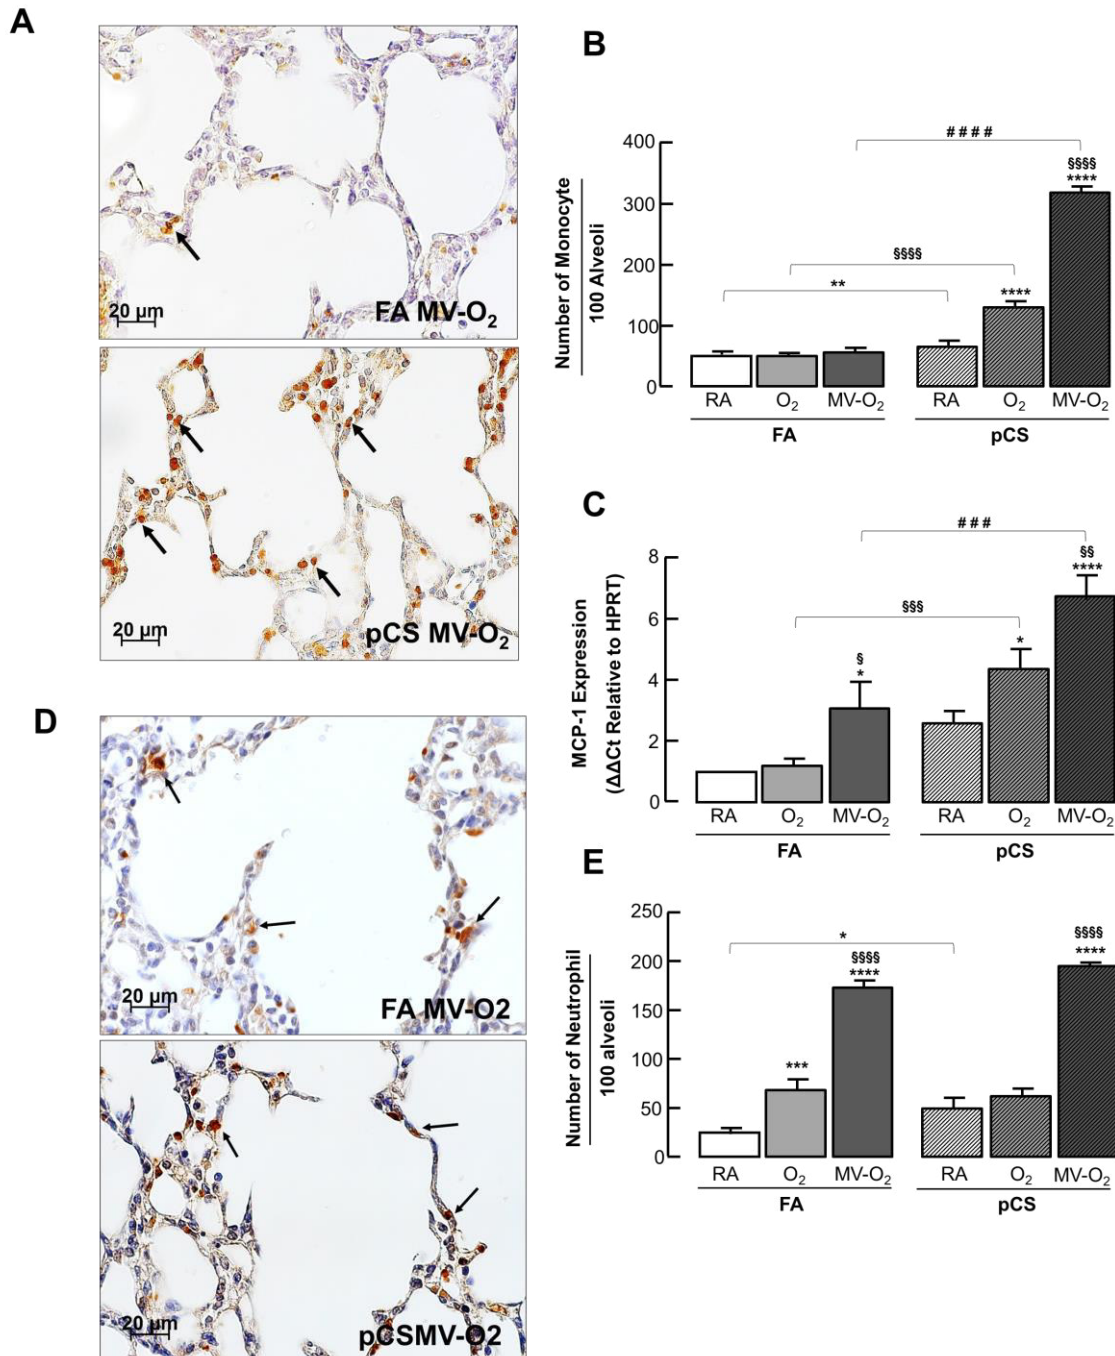 A
20 µm
FA MV-O₂
20 µm
pCS MV-O₂
B
Number of Monocyte
100 Alveoli
400
300
200
100
0
# # # #
§§§§
****
§§§§
**
****
RA O₂ MV-O₂ RA O₂ MV-O₂
FA pCS
C
MCP-1 Expression
(ΔΔCt Relative to HPRT)
8
6
4
2
0
# # #
§§
****
§§§
*
§
*
RA O₂ MV-O₂ RA O₂ MV-O₂
FA pCS
D
20 µm
FA MV-O2
20 µm
pCSMV-O2
E
Number of Neutrophil
100 alveoli
250
200
150
100
50
0
*
§§§§
****
§§§§
****
***
RA O₂ MV-O₂ RA O₂ MV-O₂
FA pCS